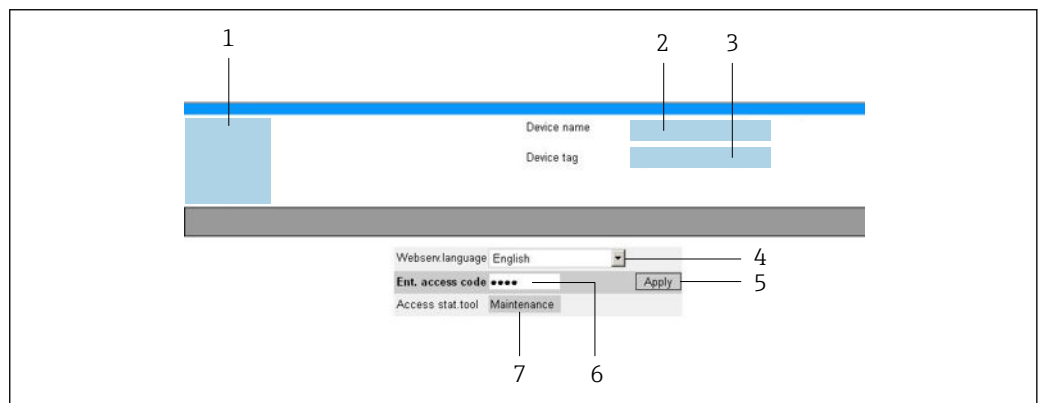 1 2 3
Device name
Device tag
Webserv.language English 4
Ent. access code •••• Apply 5
Access stat.tool Maintenance
7 6